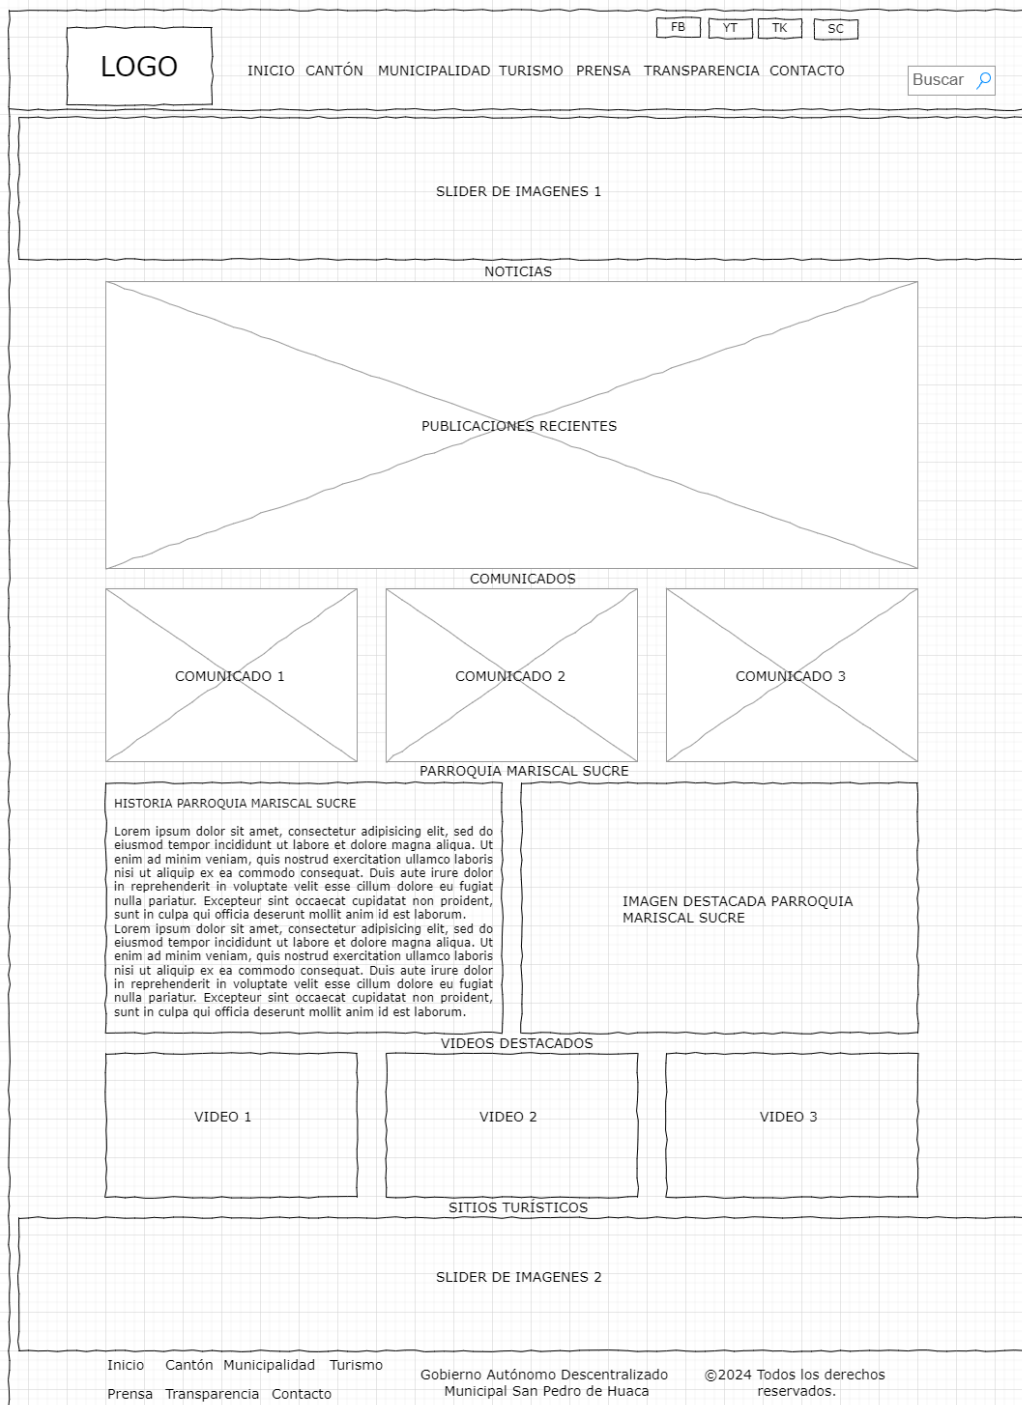 FB YT TK SC
LOGO
INICIO CANTÓN MUNICIPALIDAD TURISMO PRENSA TRANSPARENCIA CONTACTO
Buscar
SLIDER DE IMAGENES 1
NOTICIAS
PUBLICACIONES RECIENTES
COMUNICADOS
COMUNICADO 1 COMUNICADO 2 COMUNICADO 3
PARROQUIA MARISCAL SUCRE
HISTORIA PARROQUIA MARISCAL SUCRE
Lorem ipsum dolor sit amet, consectetur adipisicing elit, sed do
eiusmod tempor incididunt ut labore et dolore magna aliqua. Ut
enim ad minim veniam, quis nostrud exercitation ullamco laboris
nisi ut aliquip ex ea commodo consequat. Duis aute irure dolor
in reprehenderit in voluptate velit esse cillum dolore eu fugiat
nulla pariatur. Excepteur sint occaecat cupidatat non proident,
sunt in culpa qui officia deserunt mollit anim id est laborum.
Lorem ipsum dolor sit amet, consectetur adipisicing elit, sed do
eiusmod tempor incididunt ut labore et dolore magna aliqua. Ut
enim ad minim veniam, quis nostrud exercitation ullamco laboris
nisi ut aliquip ex ea commodo consequat. Duis aute irure dolor
in reprehenderit in voluptate velit esse cillum dolore eu fugiat
nulla pariatur. Excepteur sint occaecat cupidatat non proident,
sunt in culpa qui officia deserunt mollit anim id est laborum.
IMAGEN DESTACADA PARROQUIA
MARISCAL SUCRE
VIDEOS DESTACADOS
VIDEO 1 VIDEO 2 VIDEO 3
SITIOS TURÍSTICOS
SLIDER DE IMAGENES 2
Inicio Cantón Municipalidad Turismo
Prensa Transparencia Contacto
Gobierno Autónomo Descentralizado
Municipal San Pedro de Huaca
©2024 Todos los derechos
reservados.